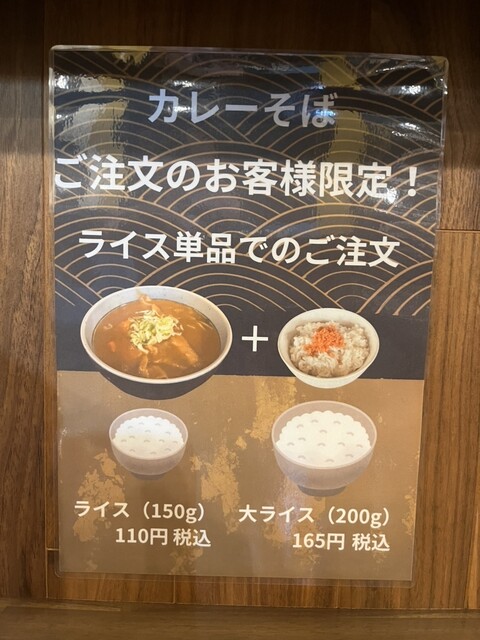 カレーそば
ご注文のお客様限定！
ライス単品でのご注文
＋
ライス（150g） 大ライス（200g）
110円 税込 165円 税込